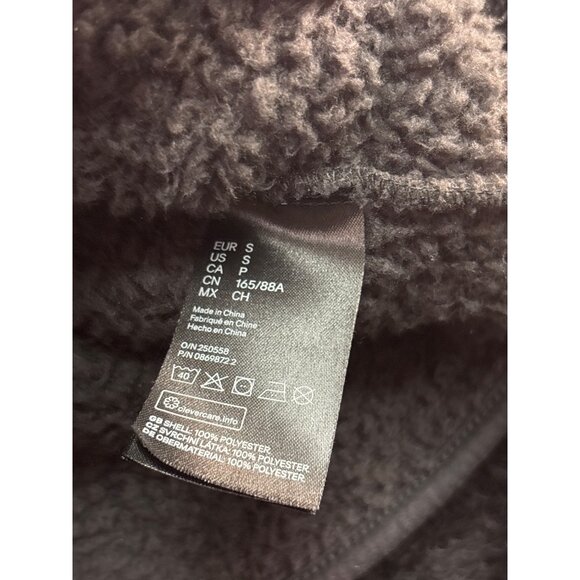 EUR S
US S
CA P
CN 165/88A
MX CH
Made in China
Fabriqué en Chine
Hecho en China
O/N 250558
P/N 0869872.2
40
clevercare.info
GB SHELL: 100% POLYESTER.
CZ SVRCHNÍ LÁTKA: 100% POLYESTER.
DE OBERMATERIAL: 100% POLYESTER.